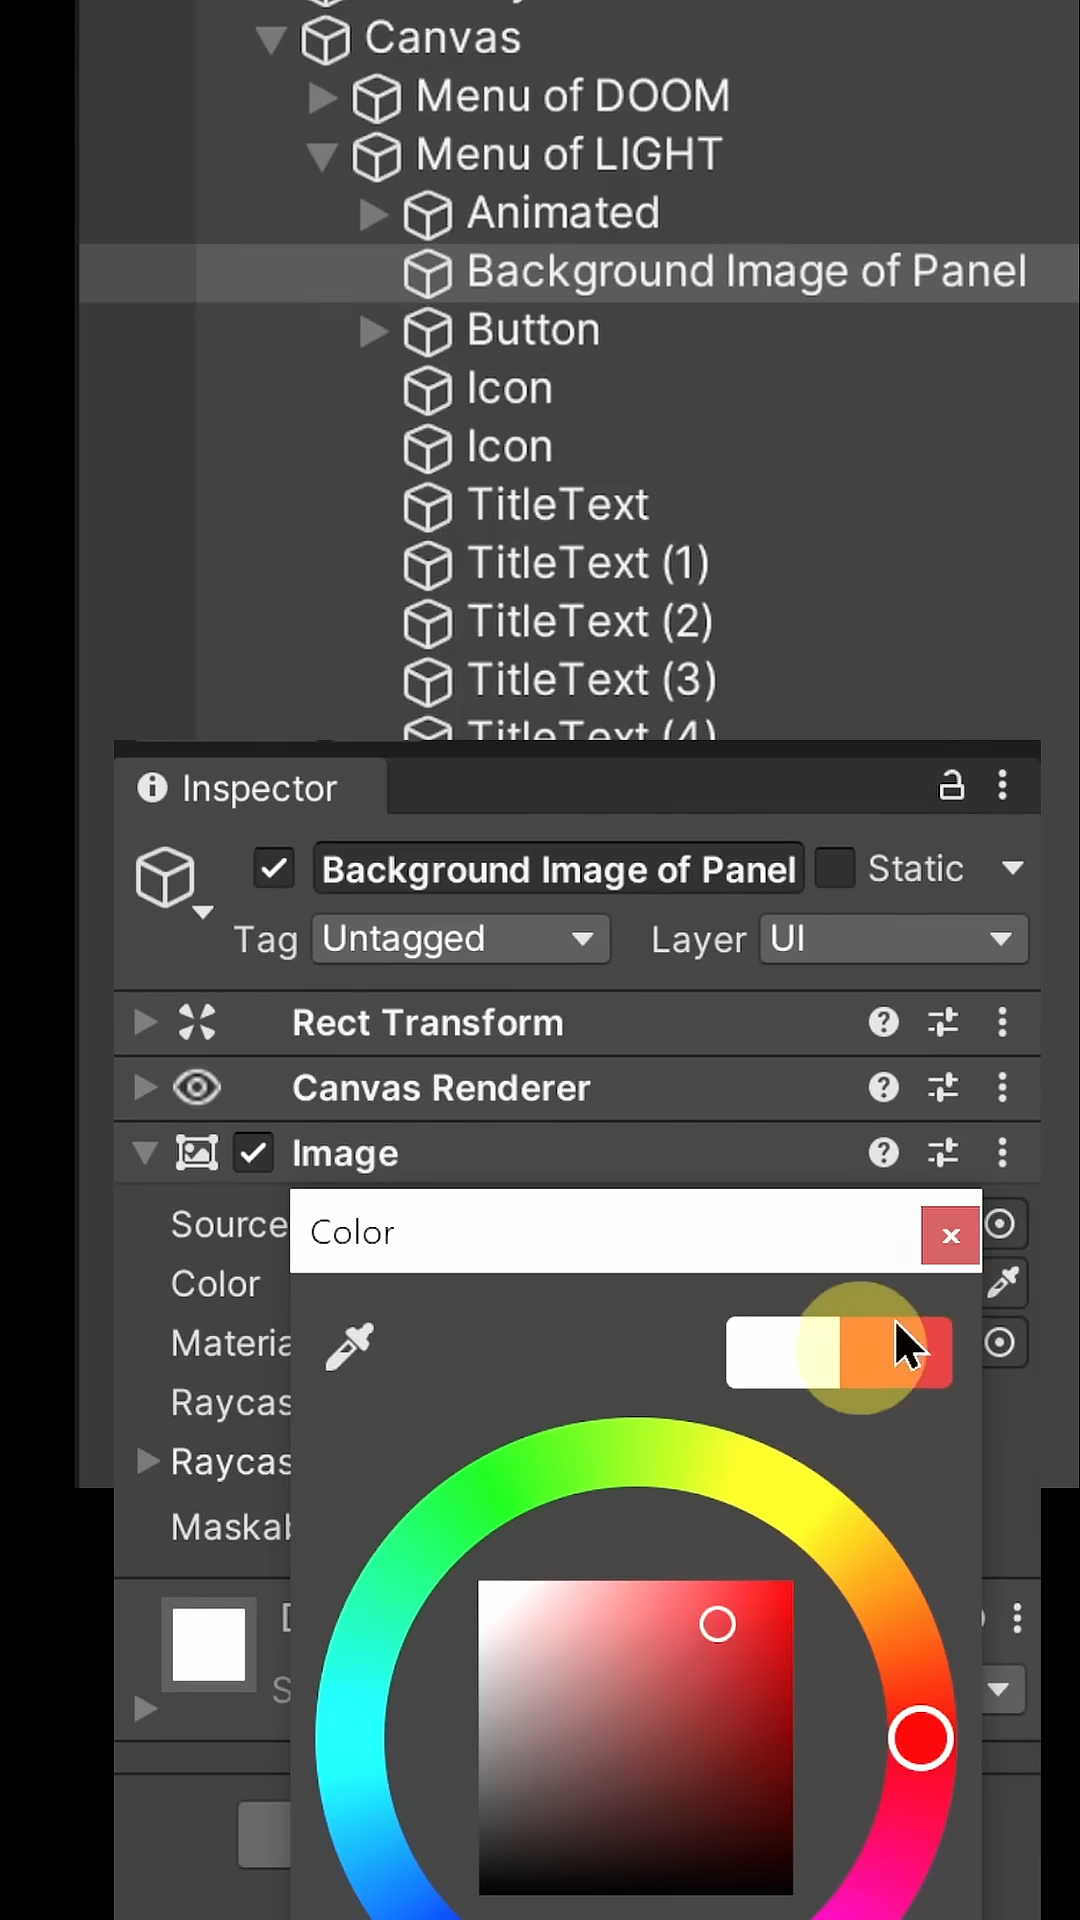 Canvas
Menu of DOOM
Menu of LIGHT
Animated
Background Image of Panel
Button
Icon
Icon
TitleText
TitleText (1)
TitleText (2)
TitleText (3)
TitleText (4)
Inspector
Background Image of Panel Static
Tag Untagged Layer UI
Rect Transform
Canvas Renderer
Image
Source
Color
x
Color